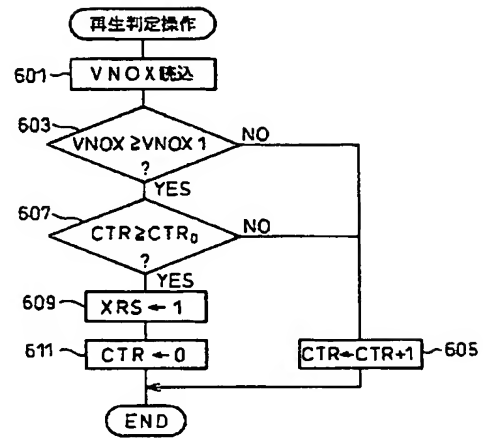 再生判定操作
601
VNOX読込
603
VNOX≧VNOX1
?
NO
YES
607
CTR≧CTR₀
?
NO
YES
609
XRS←1
611
CTR←0
CTR←CTR+1
605
END